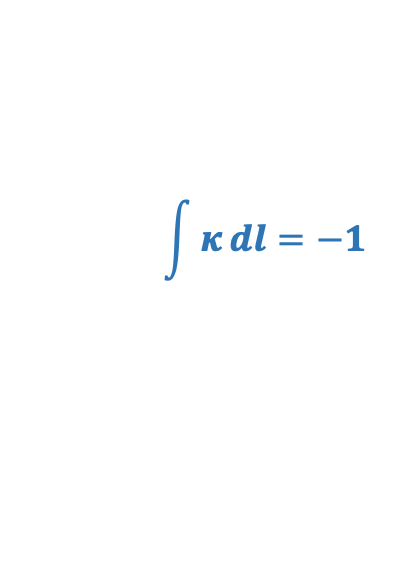 ∫ κ dl = −1